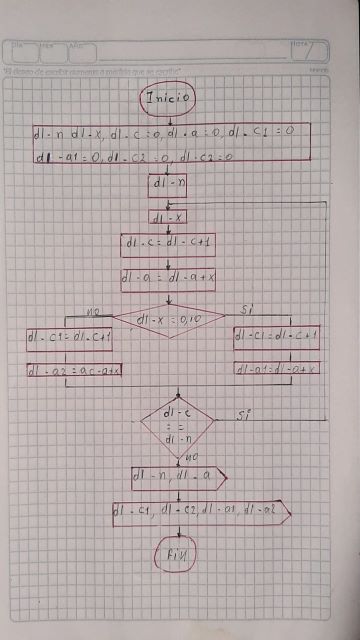 DIA MES AÑO NOTA
"El deseo de escribir aumenta a medida que se escribe"
Inicio
dl-n dl-x, dl-c=0, dl-a=0, dl-c1=0
dl-a1=0, dl-c2=0, dl-c2=0
dl-n
dl-x
dl-c=dl-c+1
dl-a=dl-a+x
no dl-x=0,10 si
dl-c1=dl-c+1 dl-c1=dl-c+1
dl-a2=ac-a+x dl-a1=dl-a+x
dl-c
== si
dl-n
no
dl-n, dl-a
dl-c1, dl-c2, dl-a1, dl-a2
fin